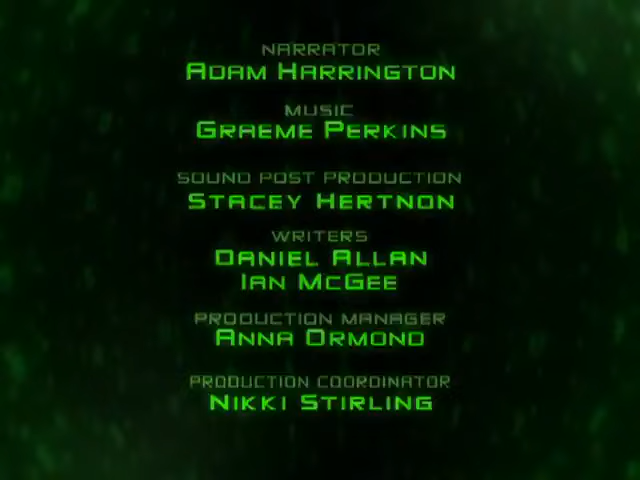 NARRATOR
ADAM HARRINGTON
MUSIC
GRAEME PERKINS
SOUND POST PRODUCTION
STACEY HERTNON
WRITERS
DANIEL ALLAN
IAN MCGEE
PRODUCTION MANAGER
ANNA ORMOND
PRODUCTION COORDINATOR
NIKKI STIRLING